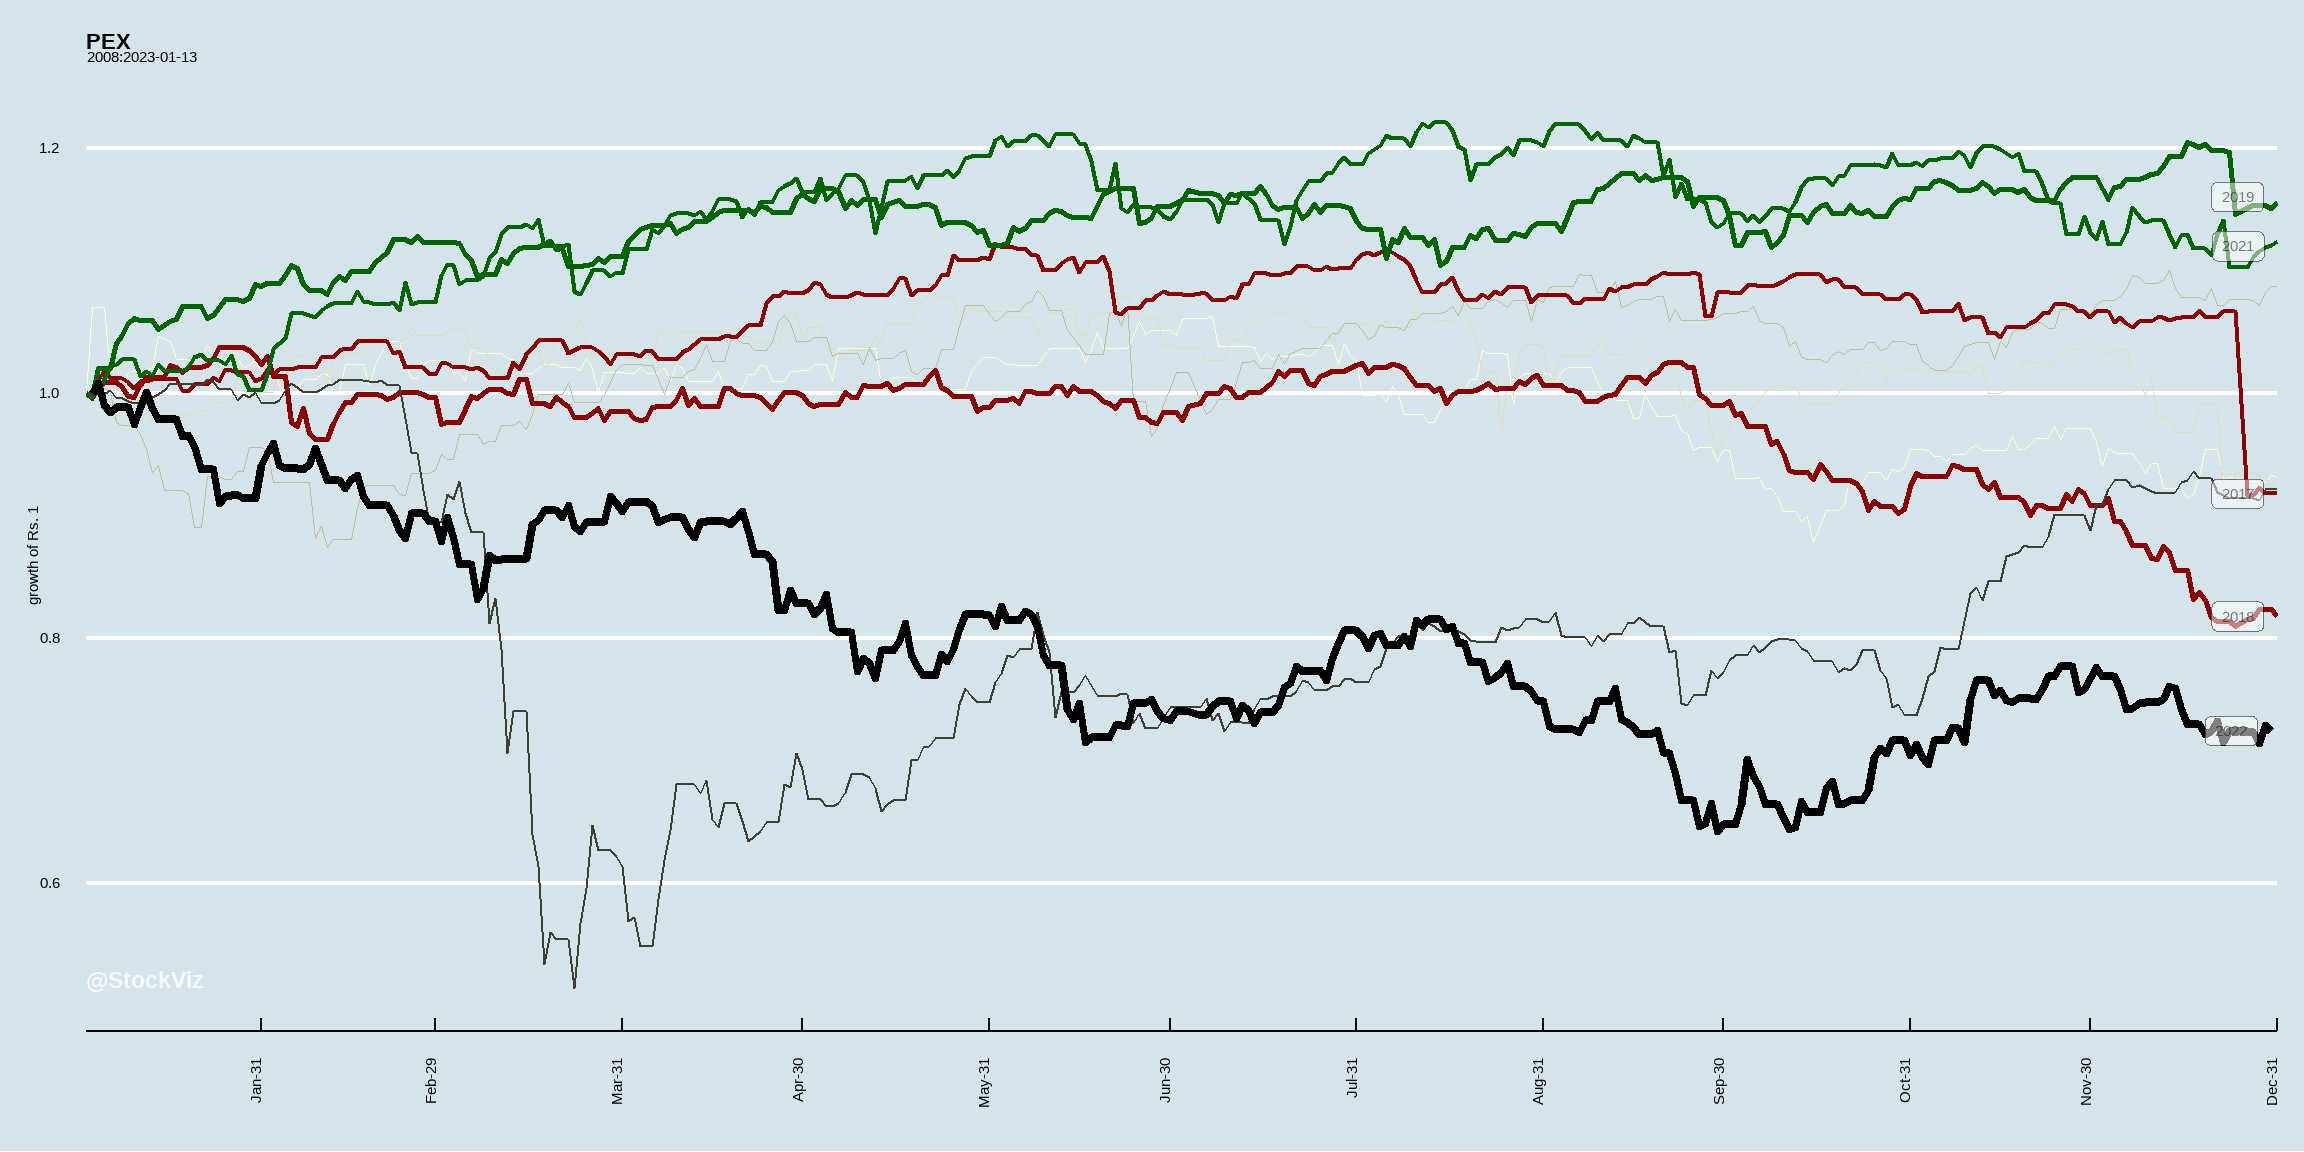 PEX
2008:2023-01-13
1.2
1.0
0.8
0.6
growth of Rs. 1
2019
2021
2017
2018
2022
@StockViz
Jan-31
Feb-29
Mar-31
Apr-30
May-31
Jun-30
Jul-31
Aug-31
Sep-30
Oct-31
Nov-30
Dec-31